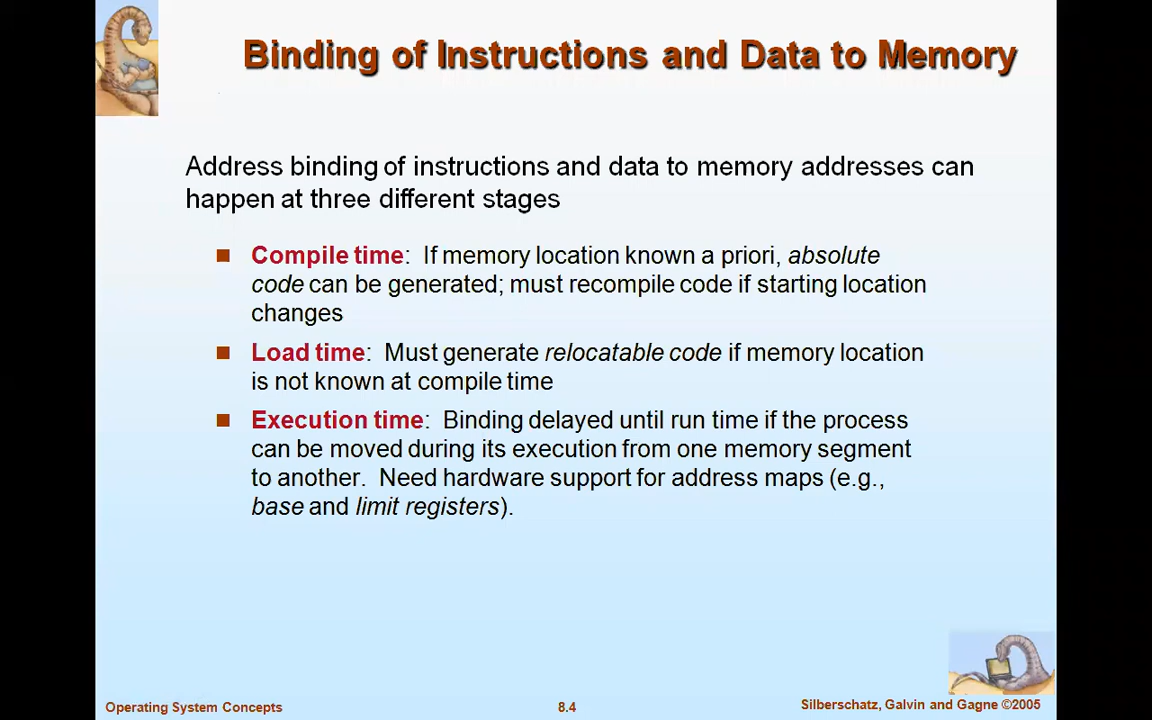 Binding of Instructions and Data to Memory
Address binding of instructions and data to memory addresses can
happen at three different stages
Compile time:  If memory location known a priori, absolute
code can be generated; must recompile code if starting location
changes
Load time:  Must generate relocatable code if memory location
is not known at compile time
Execution time:  Binding delayed until run time if the process
can be moved during its execution from one memory segment
to another.  Need hardware support for address maps (e.g.,
base and limit registers).
Operating System Concepts
8.4
Silberschatz, Galvin and Gagne ©2005